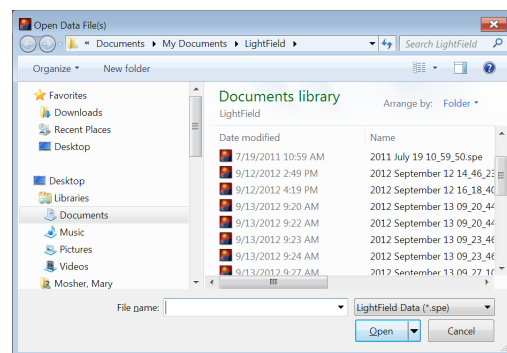 Open Data File(s)
« Documents ▸ My Documents ▸ LightField ▸
Search LightField
Organize
New folder
Favorites
Downloads
Recent Places
Desktop
Desktop
Libraries
Documents
Music
Pictures
Videos
Mosher, Mary
Documents library
LightField
Arrange by: Folder
Date modified Name
7/19/2011 10:59 AM 2011 July 19 10_59_50.spe
9/12/2012 2:49 PM 2012 September 12 14_46_23
9/12/2012 4:19 PM 2012 September 12 16_18_40
9/13/2012 9:20 AM 2012 September 13 09_20_44
9/13/2012 9:22 AM 2012 September 13 09_20_44
9/13/2012 9:23 AM 2012 September 13 09_23_46
9/13/2012 9:24 AM 2012 September 13 09_23_46
9/13/2012 9:27 AM 2012 September 13 09_27_10
File name:
LightField Data (*.spe)
Open
Cancel